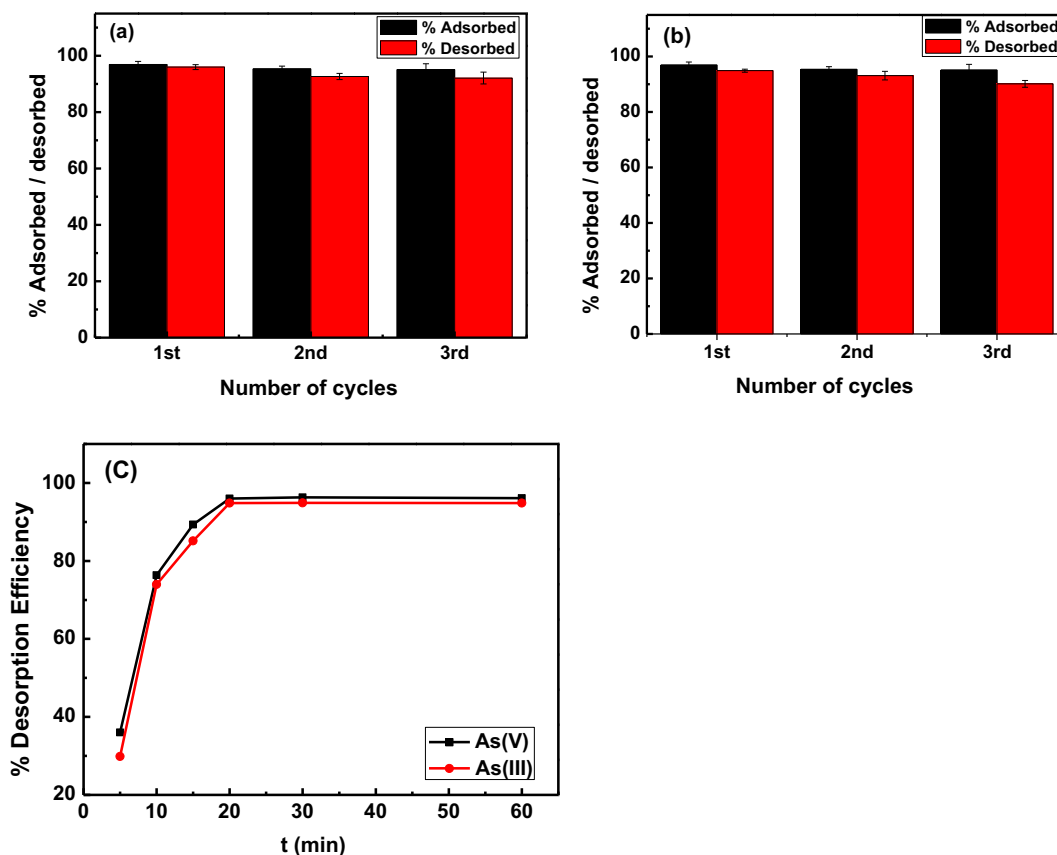 (a)
% Adsorbed
% Desorbed
100
80
60
40
20
0
% Adsorbed / desorbed
1st 2nd 3rd
Number of cycles
(b)
% Adsorbed
% Desorbed
100
80
60
40
20
0
% Adsorbed / desorbed
1st 2nd 3rd
Number of cycles
(C)
100
80
60
40
20
% Desorption Efficiency
As(V)
As(III)
0 10 20 30 40 50 60
t (min)